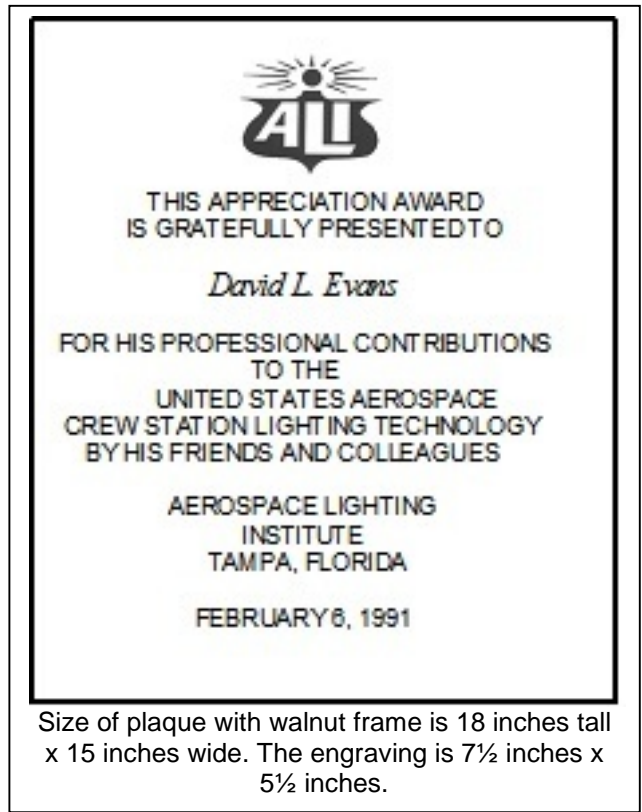 ALI
THIS APPRECIATION AWARD
IS GRATEFULLY PRESENTED TO
David L. Evans
FOR HIS PROFESSIONAL CONTRIBUTIONS
TO THE
UNITED STATES AEROSPACE
CREW STATION LIGHTING TECHNOLOGY
BY HIS FRIENDS AND COLLEAGUES
AEROSPACE LIGHTING
INSTITUTE
TAMPA, FLORIDA
FEBRUARY 6, 1991
Size of plaque with walnut frame is 18 inches tall
x 15 inches wide. The engraving is 7½ inches x
5½ inches.